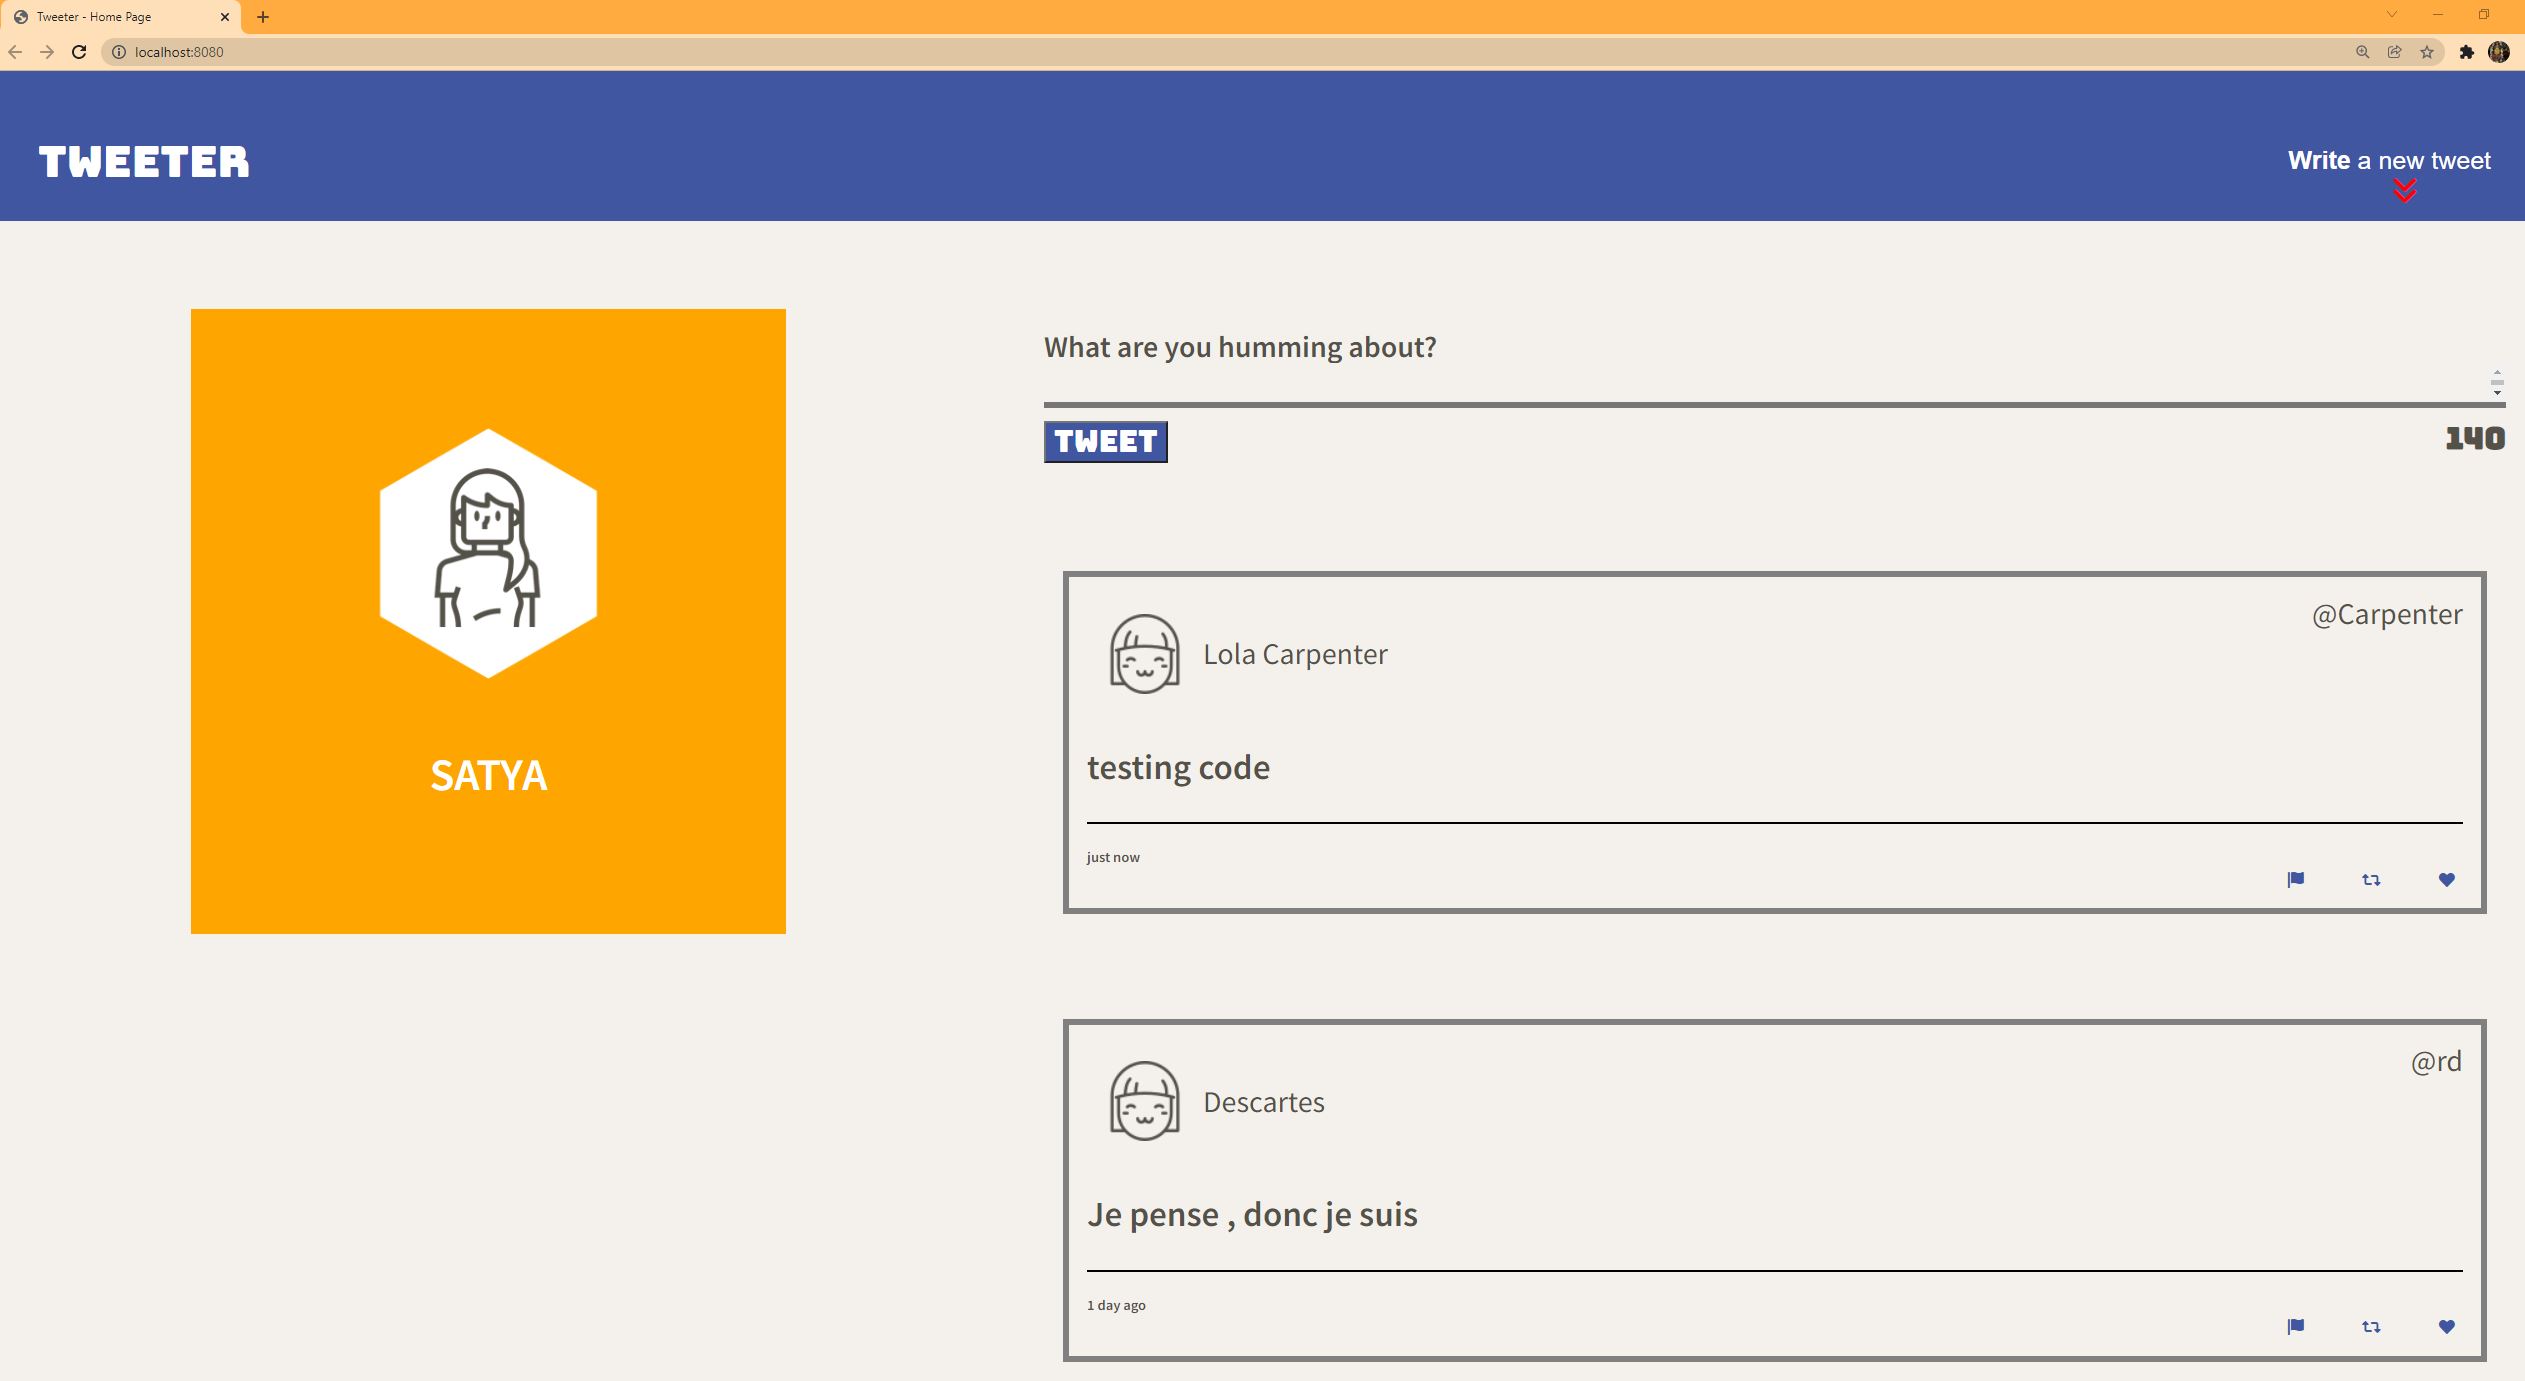 Tweeter - Home Page
localhost:8080
TWEETER
Write a new tweet
SATYA
What are you humming about?
TWEET
140
@Carpenter
Lola Carpenter
testing code
just now
@rd
Descartes
Je pense , donc je suis
1 day ago